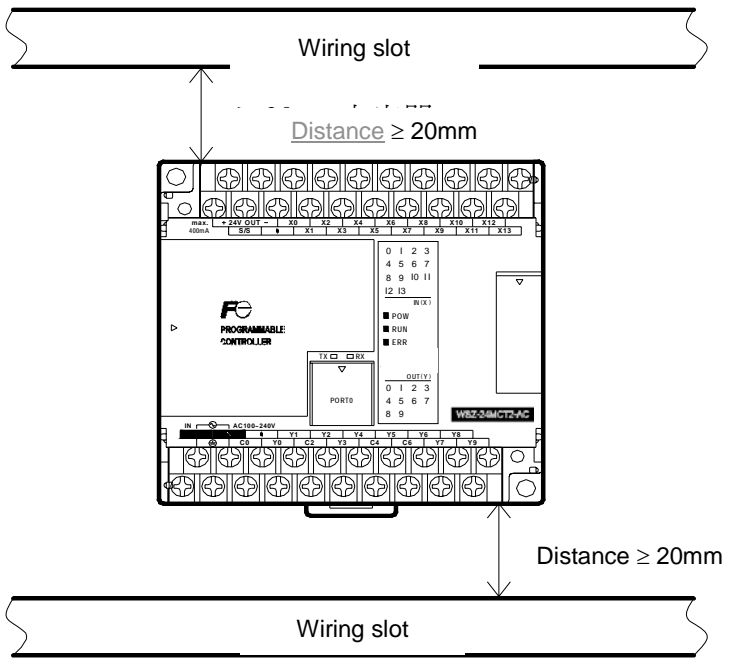 Wiring slot
Distance ≥ 20mm
max. + 24V OUT − X0 X2 X4 X6 X8 X10 X12
400mA S/S X1 X3 X5 X7 X9 X11 X13
0 1 2 3
4 5 6 7
8 9 10 11
12 13
IN(X)
POW
RUN
ERR
PROGRAMMABLE
CONTROLLER
TX RX
PORT0
OUT(Y)
0 1 2 3
4 5 6 7
8 9
WSZ-24MCT2-AC
IN AC100~240V
Y1 Y2 Y4 Y5 Y6 Y8
C0 Y0 C2 Y3 C4 C6 Y7 Y9
Distance ≥ 20mm
Wiring slot